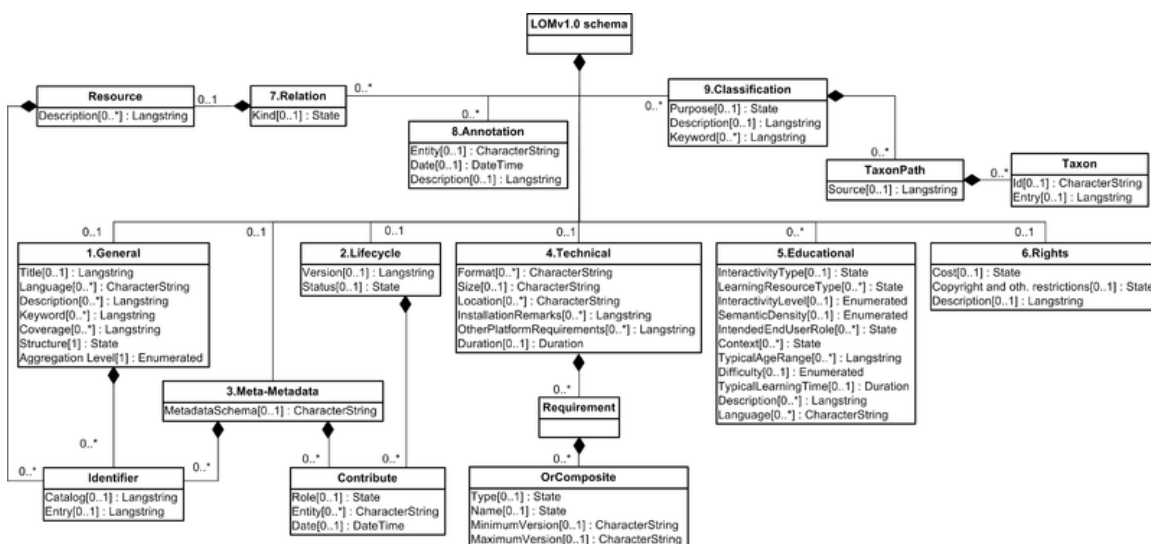 LOMv1.0 schema
Resource
Description[0..*] : Langstring
0..1
7.Relation
Kind[0..1] : State
0..*
0..*
8.Annotation
Entity[0..1] : CharacterString
Date[0..1] : DateTime
Description[0..1] : Langstring
0..*
9.Classification
Purpose[0..1] : State
Description[0..1] : Langstring
Keyword[0..*] : Langstring
0..*
TaxonPath
Source[0..1] : Langstring
0..*
Taxon
Id[0..1] : CharacterString
Entry[0..1] : Langstring
0..1
0..1
0..1
0..1
0..*
0..1
1.General
Title[0..1] : Langstring
Language[0..*] : CharacterString
Description[0..*] : Langstring
Keyword[0..*] : Langstring
Coverage[0..*] : Langstring
Structure[1] : State
Aggregation Level[1] : Enumerated
2.Lifecycle
Version[0..1] : Langstring
Status[0..1] : State
4.Technical
Format[0..*] : CharacterString
Size[0..1] : CharacterString
Location[0..*] : CharacterString
InstallationRemarks[0..*] : Langstring
OtherPlatformRequirements[0..*] : Langstring
Duration[0..1] : Duration
5.Educational
InteractivityType[0..1] : State
LearningResourceType[0..*] : State
InteractivityLevel[0..1] : Enumerated
SemanticDensity[0..1] : Enumerated
IntendedEndUserRole[0..*] : State
Context[0..*] : State
TypicalAgeRange[0..*] : Langstring
Difficulty[0..1] : Enumerated
TypicalLearningTime[0..1] : Duration
Description[0..*] : Langstring
Language[0..*] : CharacterString
6.Rights
Cost[0..1] : State
Copyright and oth. restrictions[0..1] : State
Description[0..1] : Langstring
3.Meta-Metadata
MetadataSchema[0..1] : CharacterString
0..*
Requirement
0..*
0..*
0..*
0..*
0..*
0..*
Identifier
Catalog[0..1] : Langstring
Entry[0..1] : Langstring
Contribute
Role[0..1] : State
Entity[0..*] : CharacterString
Date[0..1] : DateTime
OrComposite
Type[0..1] : State
Name[0..1] : State
MinimumVersion[0..1] : CharacterString
MaximumVersion[0..1] : CharacterString